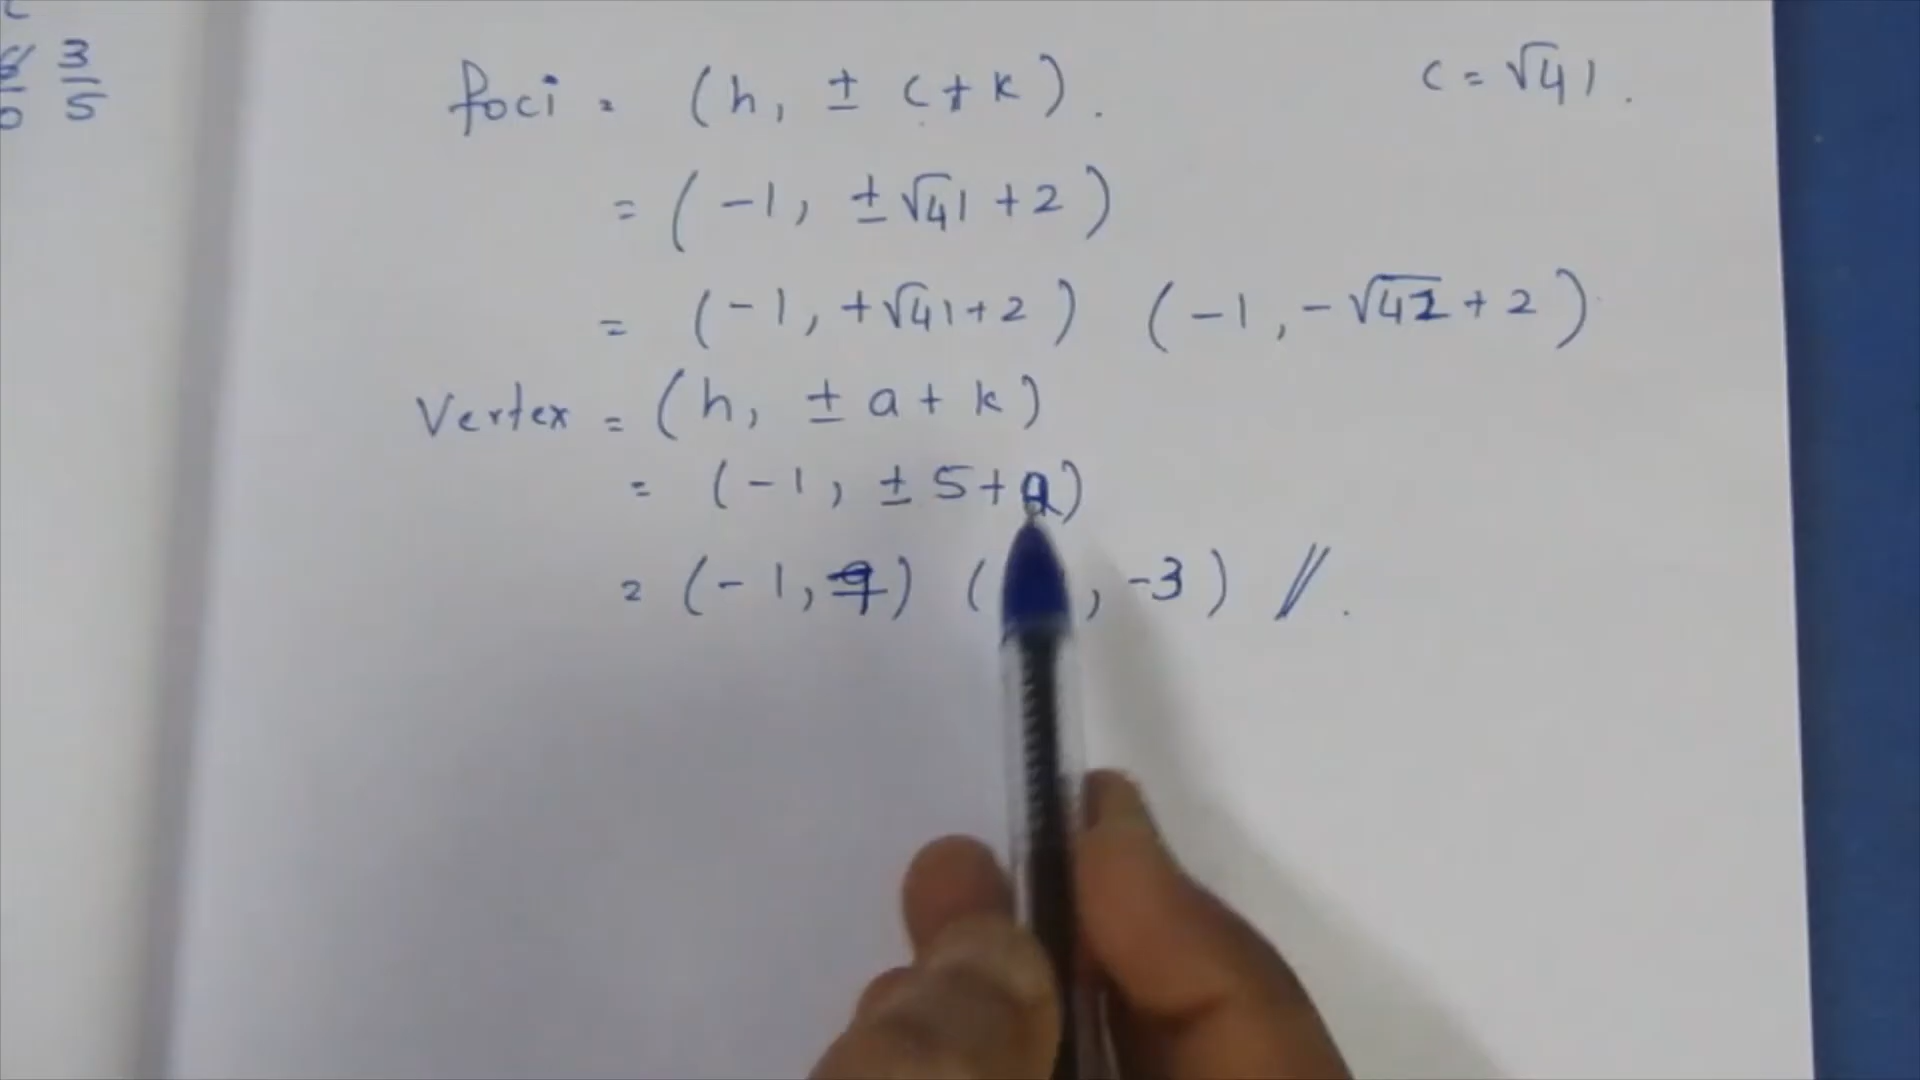 3/5
foci = (h, ± c + k). c = √41.
= (-1, ±√41 + 2)
= (-1, +√41 + 2) (-1, -√41 + 2)
Vertex = (h, ± a + k)
= (-1, ± 5 + 2)
= (-1, 7) ( , -3) //.